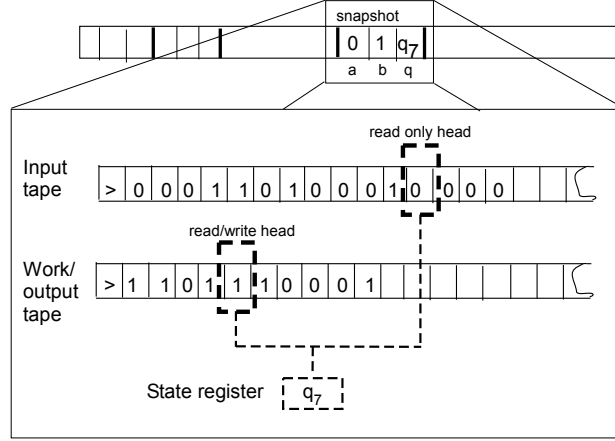 snapshot
0 1 q7
a b q
read only head
Input tape
> 0 0 0 1 1 0 1 0 0 0 1 0 0 0 0
read/write head
Work/ output tape
> 1 1 0 1 1 1 0 0 0 1
State register q7